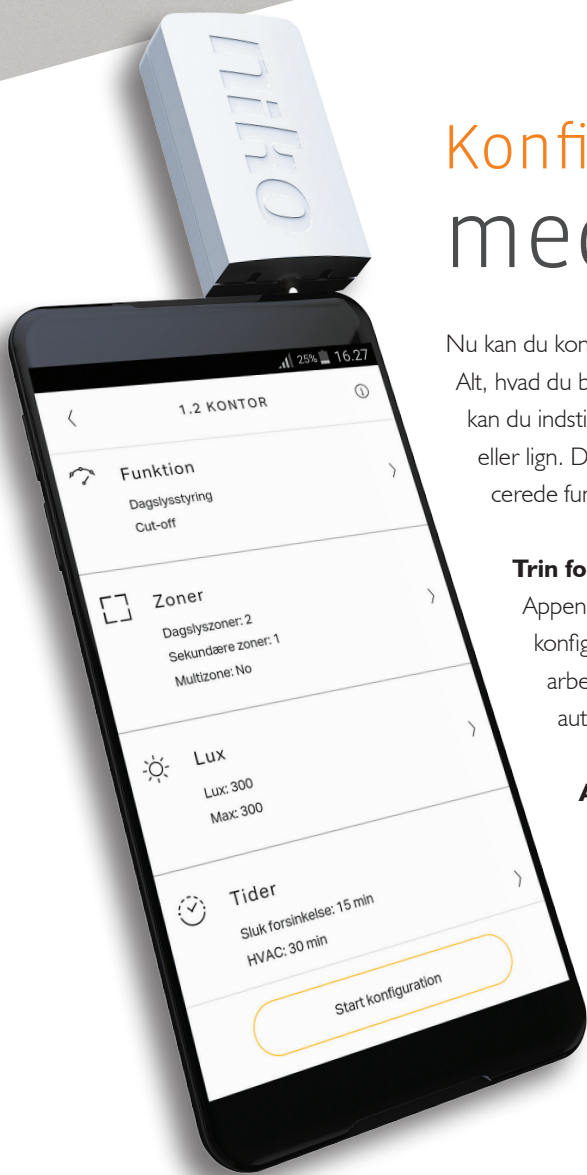 niko
25% 16.27
1.2 KONTOR
Funktion
Dagslysstyring
Cut-off
Zoner
Dagslyszoner: 2
Sekundære zoner: 1
Multizone: No
Lux
Lux: 300
Max: 300
Tider
Sluk forsinkelse: 15 min
HVAC: 30 min
Start konfiguration
Konfi
med
Nu kan du kon
Alt, hvad du b
kan du indsti
eller lign. D
cerede fun
Trin fo
Appen
konfig
arbe
aut
A